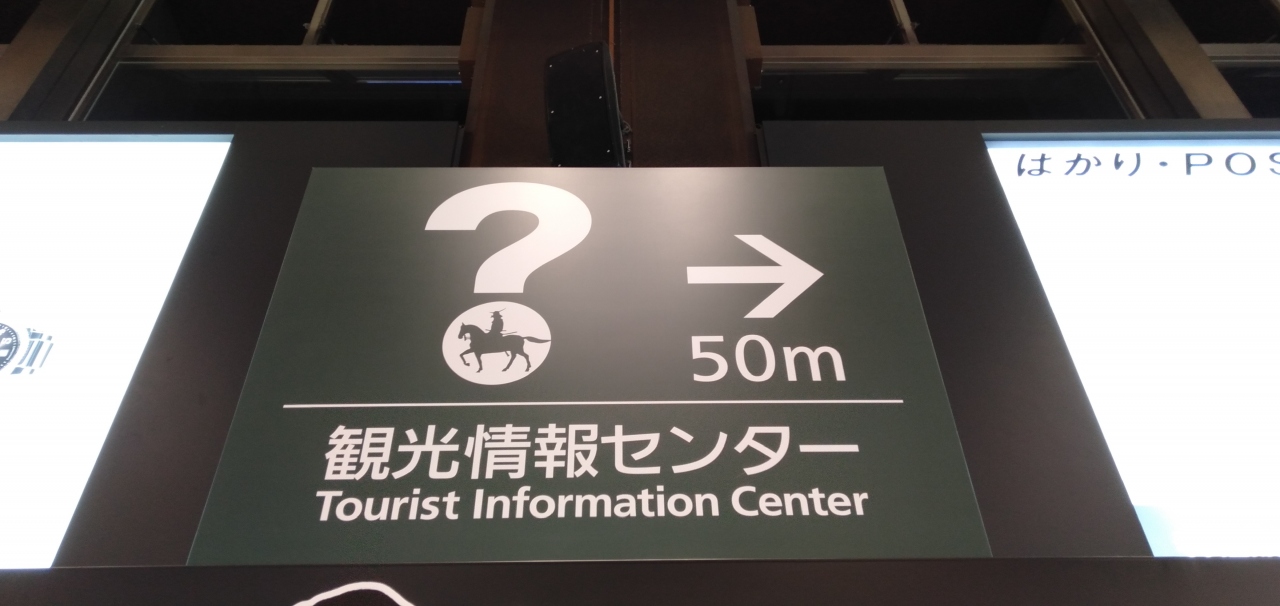 はかり・POS
?
→
50m
観光情報センター
Tourist Information Center